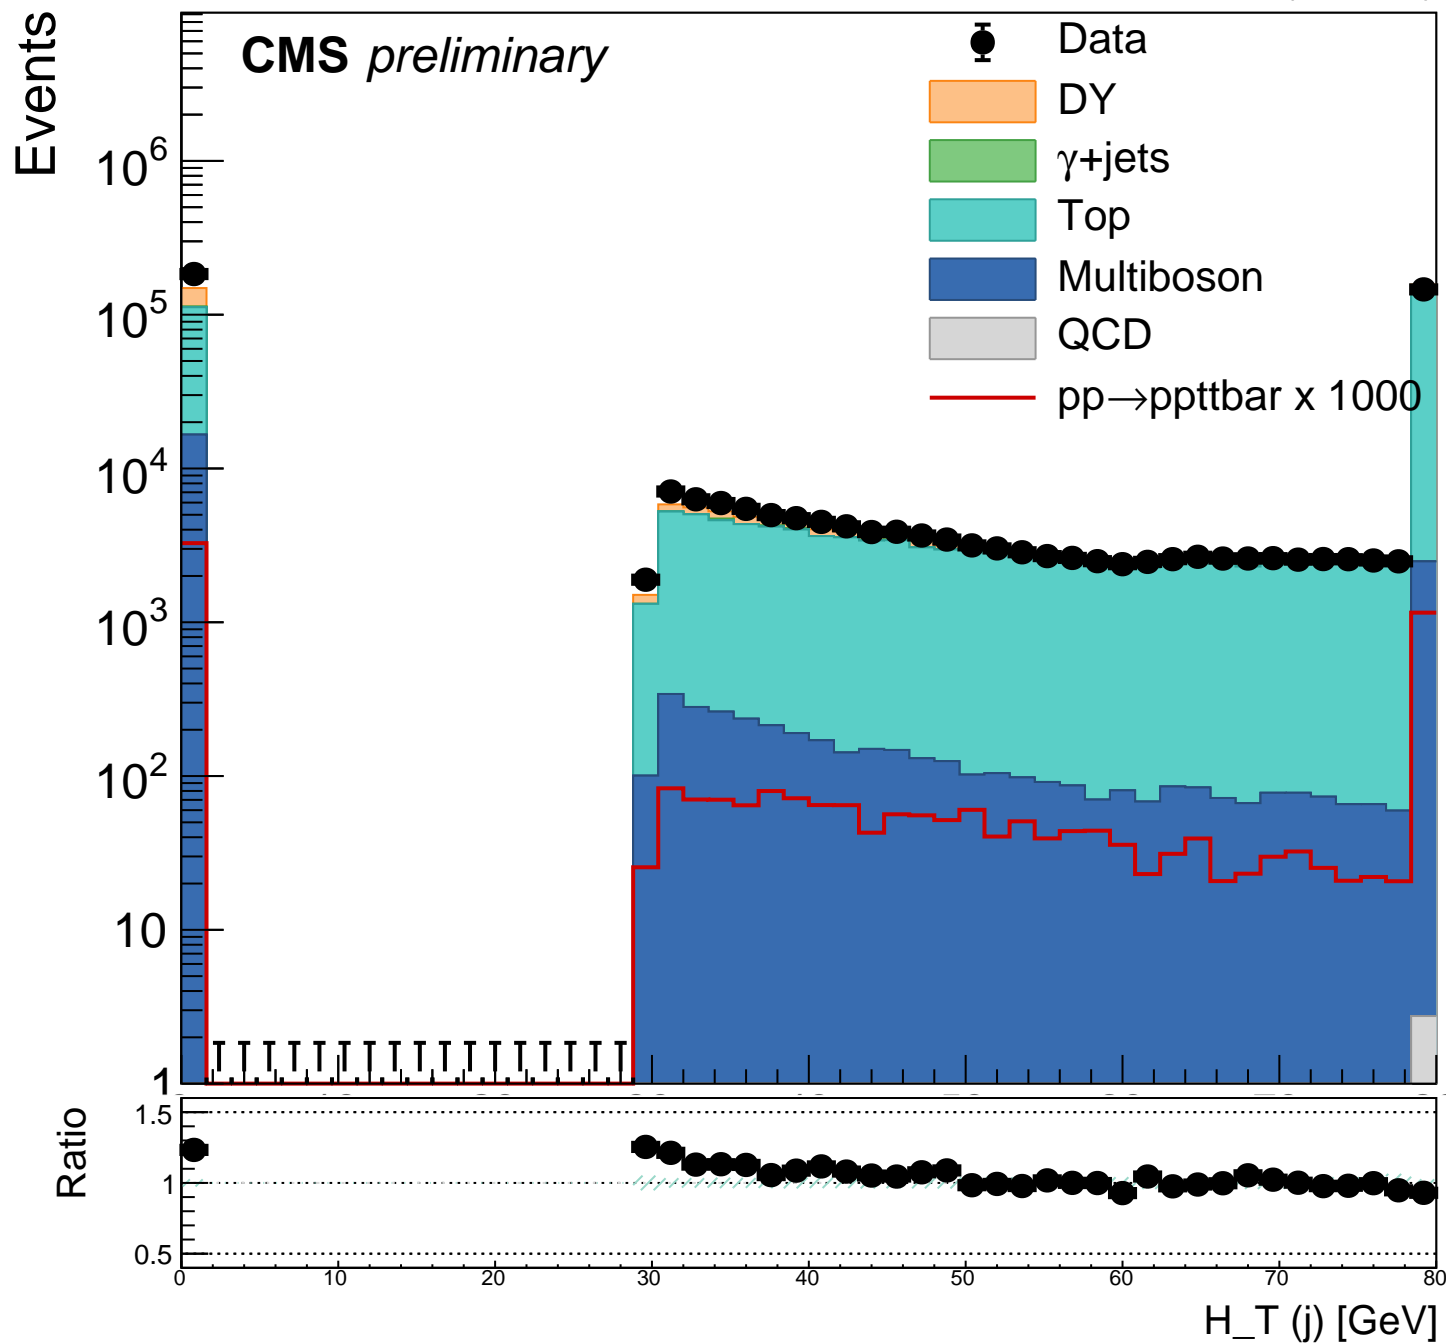 CMS preliminary
Events
Data
DY
γ+jets
Top
Multiboson
QCD
pp→ppttbar x 1000
10^6
10^5
10^4
10^3
10^2
10
1
Ratio
1.5
1
0.5
0 10 20 30 40 50 60 70 80
H_T (j) [GeV]